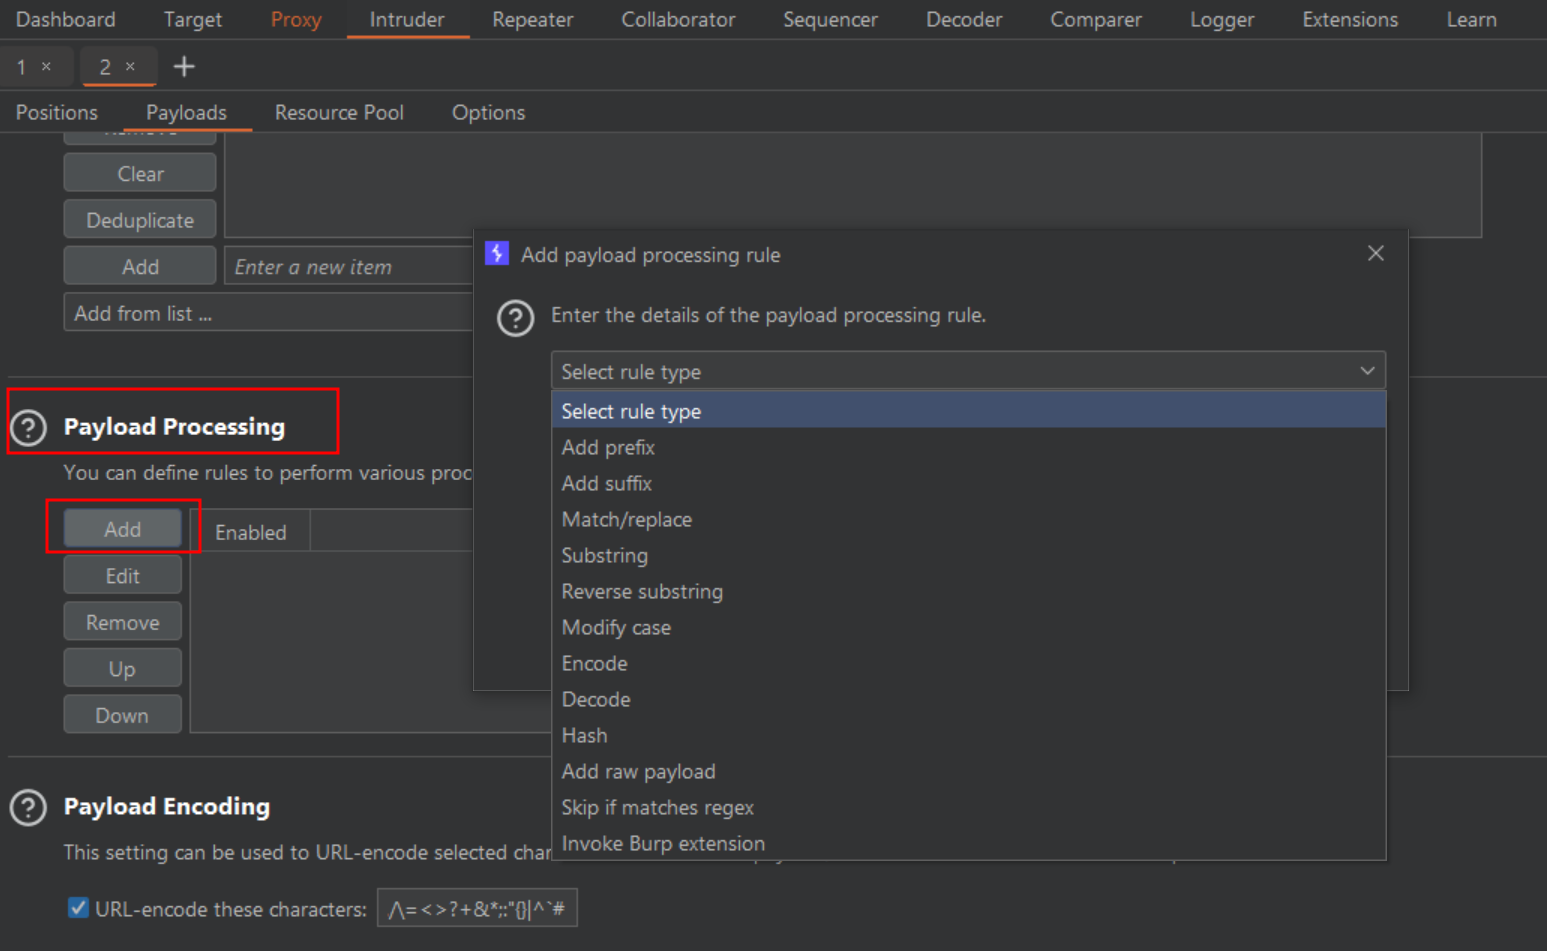 Dashboard Target Proxy Intruder Repeater Collaborator Sequencer Decoder Comparer Logger Extensions Learn
1 × 2 × +
Positions Payloads Resource Pool Options
Clear
Deduplicate
Add Enter a new item
Add from list ...
Add payload processing rule
Enter the details of the payload processing rule.
Select rule type
Select rule type
Add prefix
Add suffix
Match/replace
Substring
Reverse substring
Modify case
Encode
Decode
Hash
Add raw payload
Skip if matches regex
Invoke Burp extension
? Payload Processing
You can define rules to perform various proc
Add Enabled
Edit
Remove
Up
Down
? Payload Encoding
This setting can be used to URL-encode selected char
URL-encode these characters: /\=<>?+&*;:"{}|^`#